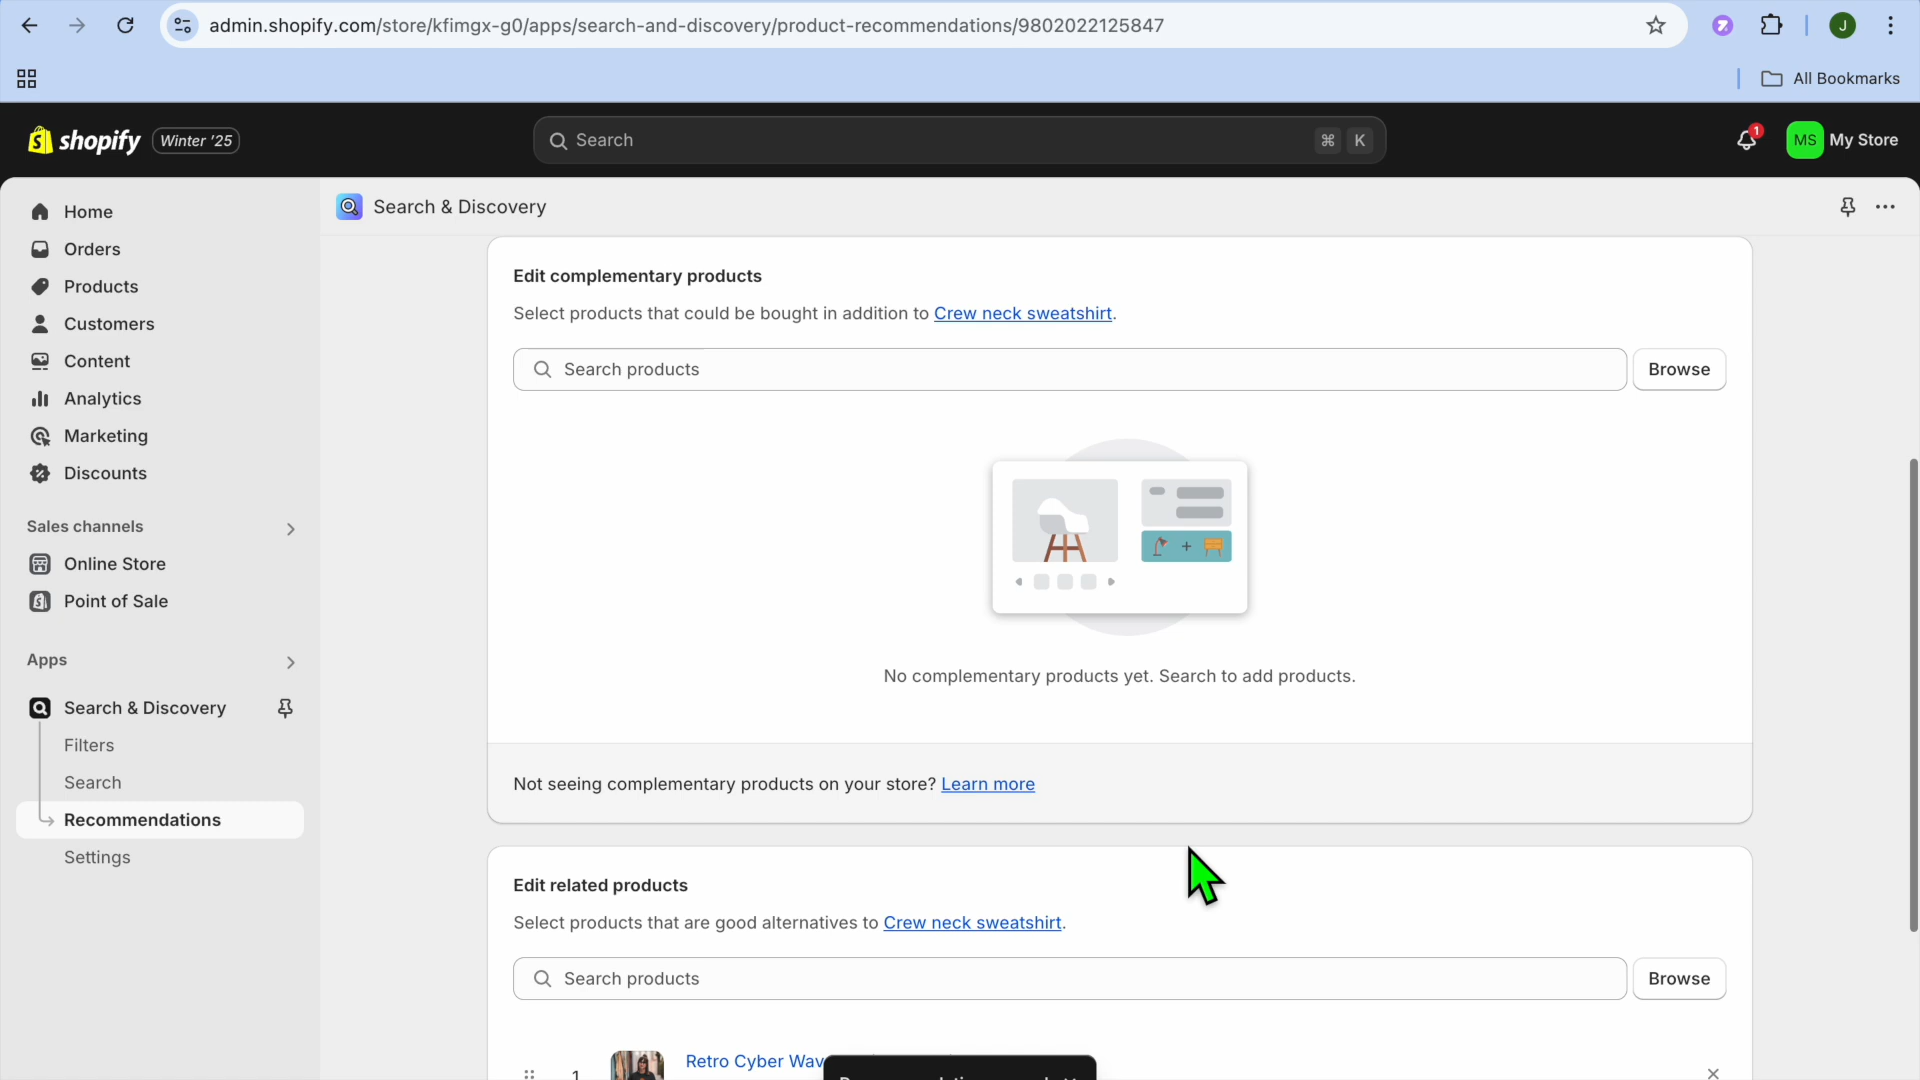 admin.shopify.com/store/kfimgx-g0/apps/search-and-discovery/product-recommendations/9802022125847
J
All Bookmarks
shopify
Winter '25
Search
⌘ K
1
MS
My Store
Home
Orders
Products
Customers
Content
Analytics
Marketing
Discounts
Sales channels
Online Store
Point of Sale
Apps
Search & Discovery
Filters
Search
Recommendations
Settings
Search & Discovery
Edit complementary products
Select products that could be bought in addition to Crew neck sweatshirt.
Search products
Browse
No complementary products yet. Search to add products.
Not seeing complementary products on your store? Learn more
Edit related products
Select products that are good alternatives to Crew neck sweatshirt.
Search products
Browse
1
Retro Cyber Wav